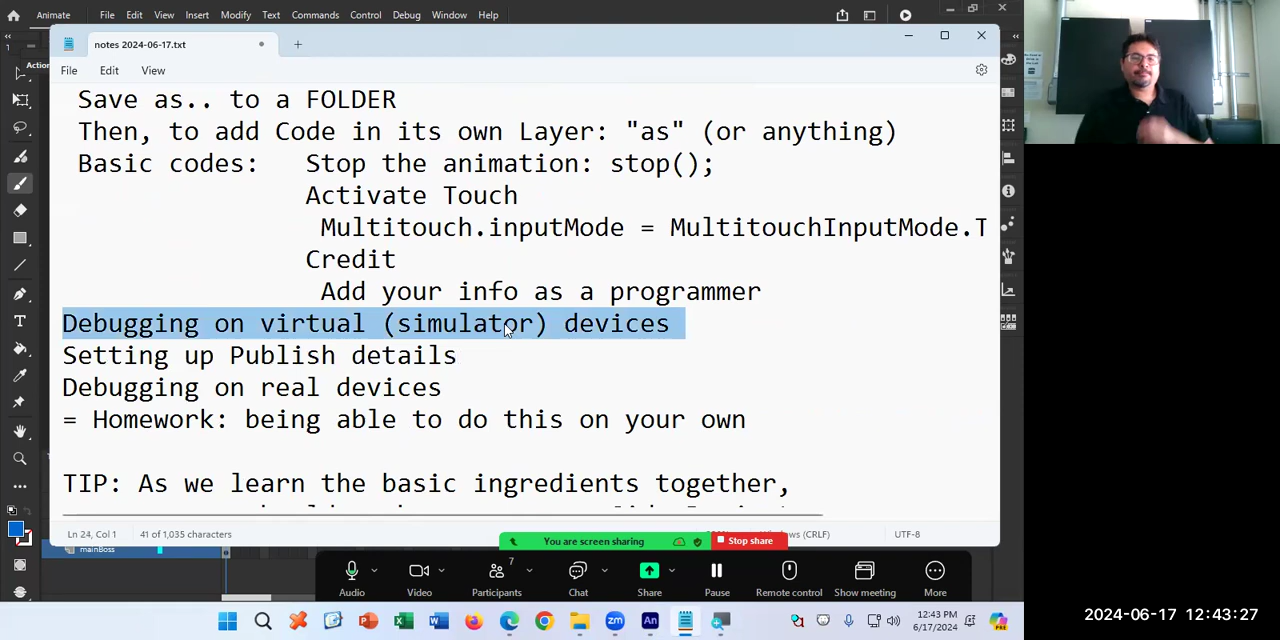 Animate File Edit View Insert Modify Text Commands Control Debug Window Help
notes 2024-06-17.txt
Action
File Edit View
Save as.. to a FOLDER
Then, to add Code in its own Layer: "as" (or anything)
Basic codes: Stop the animation: stop();
Activate Touch
Multitouch.inputMode = MultitouchInputMode.T
Credit
Add your info as a programmer
Debugging on virtual (simulator) devices
Setting up Publish details
Debugging on real devices
= Homework: being able to do this on your own
TIP: As we learn the basic ingredients together,
Ln 24, Col 1 41 of 1,035 characters (CRLF) UTF-8
You are screen sharing Stop share
mainBoss
7
Audio Video Participants Chat Share Pause Remote control Show meeting More
12:43 PM
6/17/2024
2024-06-17 12:43:27